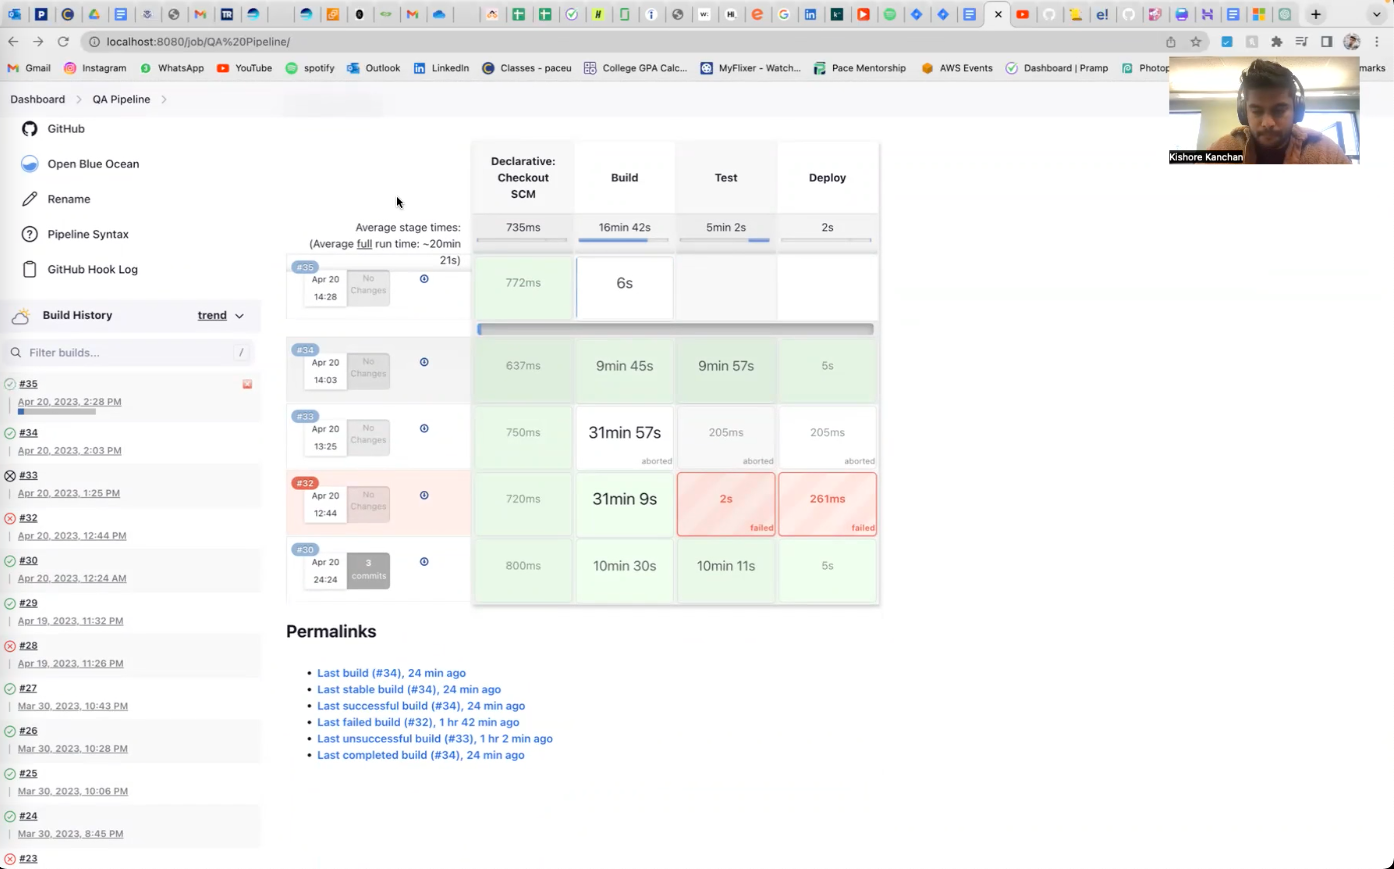 localhost:8080/job/QA%20Pipeline/
Gmail Instagram WhatsApp YouTube spotify Outlook LinkedIn Classes - paceu College GPA Calc... MyFlixer - Watch... Pace Mentorship AWS Events Dashboard | Pramp Photop marks
Dashboard QA Pipeline
Kishore Kanchan
GitHub
Open Blue Ocean
Rename
Pipeline Syntax
GitHub Hook Log
Build History trend
Filter builds... /
#35
Apr 20, 2023, 2:28 PM
#34
Apr 20, 2023, 2:03 PM
#33
Apr 20, 2023, 1:25 PM
#32
Apr 20, 2023, 12:44 PM
#30
Apr 20, 2023, 12:24 AM
#29
Apr 19, 2023, 11:32 PM
#28
Apr 19, 2023, 11:26 PM
#27
Mar 30, 2023, 10:43 PM
#26
Mar 30, 2023, 10:28 PM
#25
Mar 30, 2023, 10:06 PM
#24
Mar 30, 2023, 8:45 PM
#23
Declarative:
Checkout
SCM
Build
Test
Deploy
Average stage times:
(Average full run time: ~20min
21s)
735ms 16min 42s 5min 2s 2s
#35
Apr 20
14:28
No
Changes
772ms 6s
#34
Apr 20
14:03
No
Changes
637ms 9min 45s 9min 57s 5s
#33
Apr 20
13:25
No
Changes
750ms 31min 57s 205ms 205ms
aborted aborted aborted
#32
Apr 20
12:44
No
Changes
720ms 31min 9s 2s 261ms
failed failed
#30
Apr 20
24:24
3
commits
800ms 10min 30s 10min 11s 5s
Permalinks
Last build (#34), 24 min ago
Last stable build (#34), 24 min ago
Last successful build (#34), 24 min ago
Last failed build (#32), 1 hr 42 min ago
Last unsuccessful build (#33), 1 hr 2 min ago
Last completed build (#34), 24 min ago